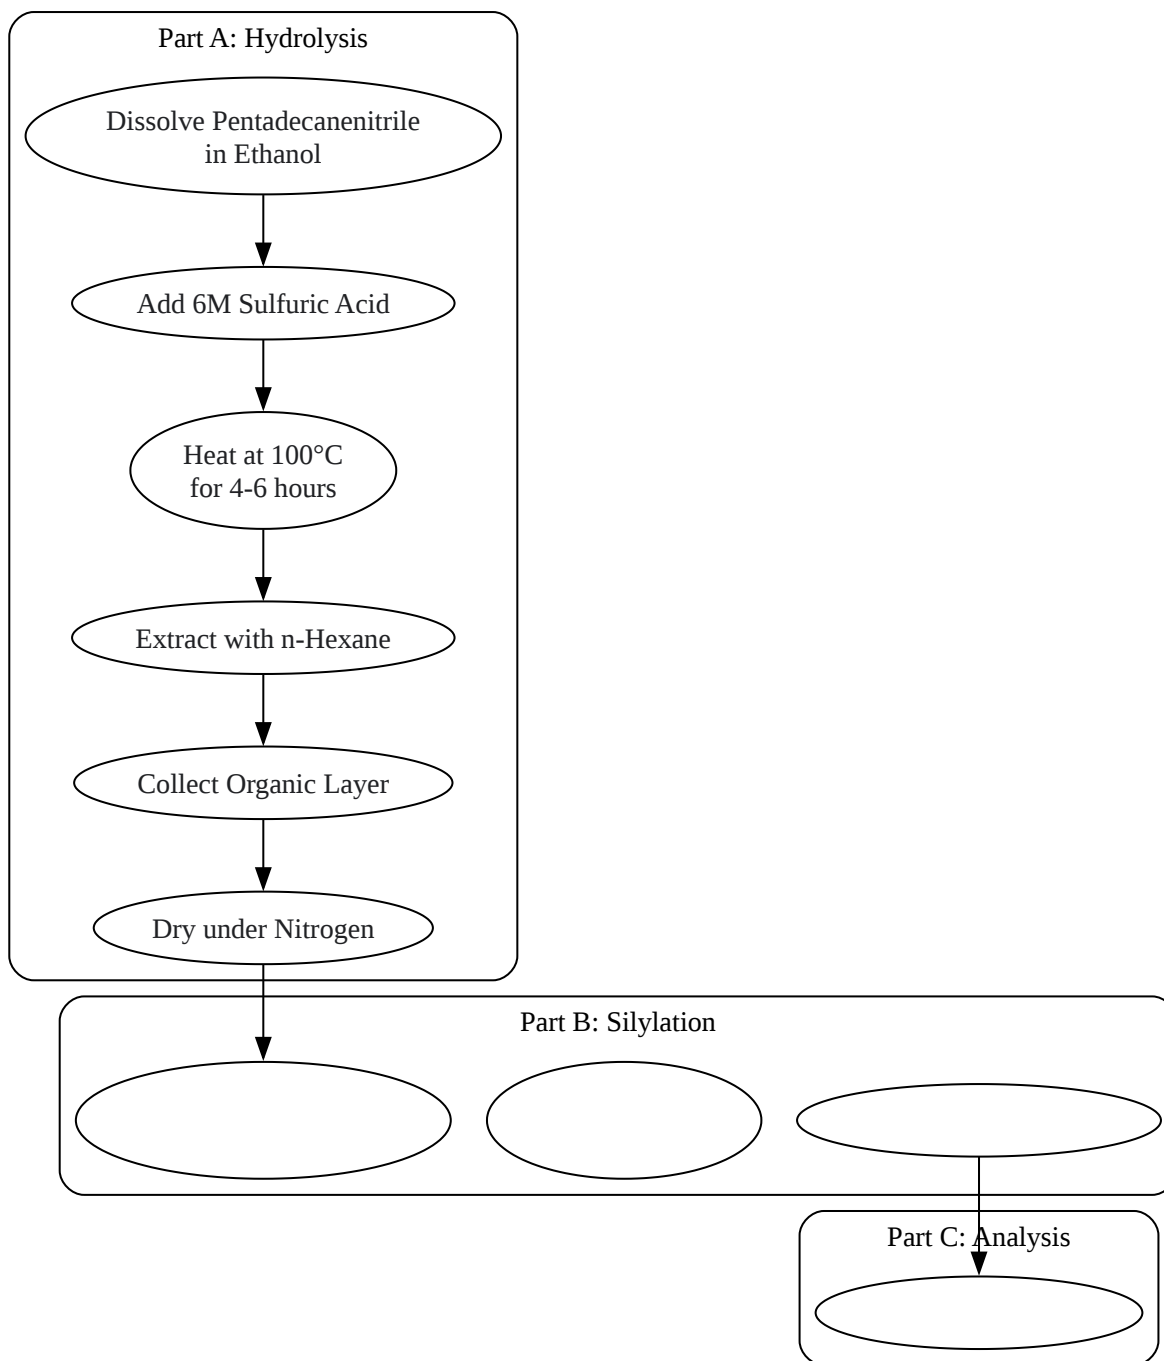 Part A: Hydrolysis
Dissolve Pentadecanenitrile
in Ethanol
Add 6M Sulfuric Acid
Heat at 100°C
for 4-6 hours
Extract with n-Hexane
Collect Organic Layer
Dry under Nitrogen
Part B: Silylation
Part C: Analysis